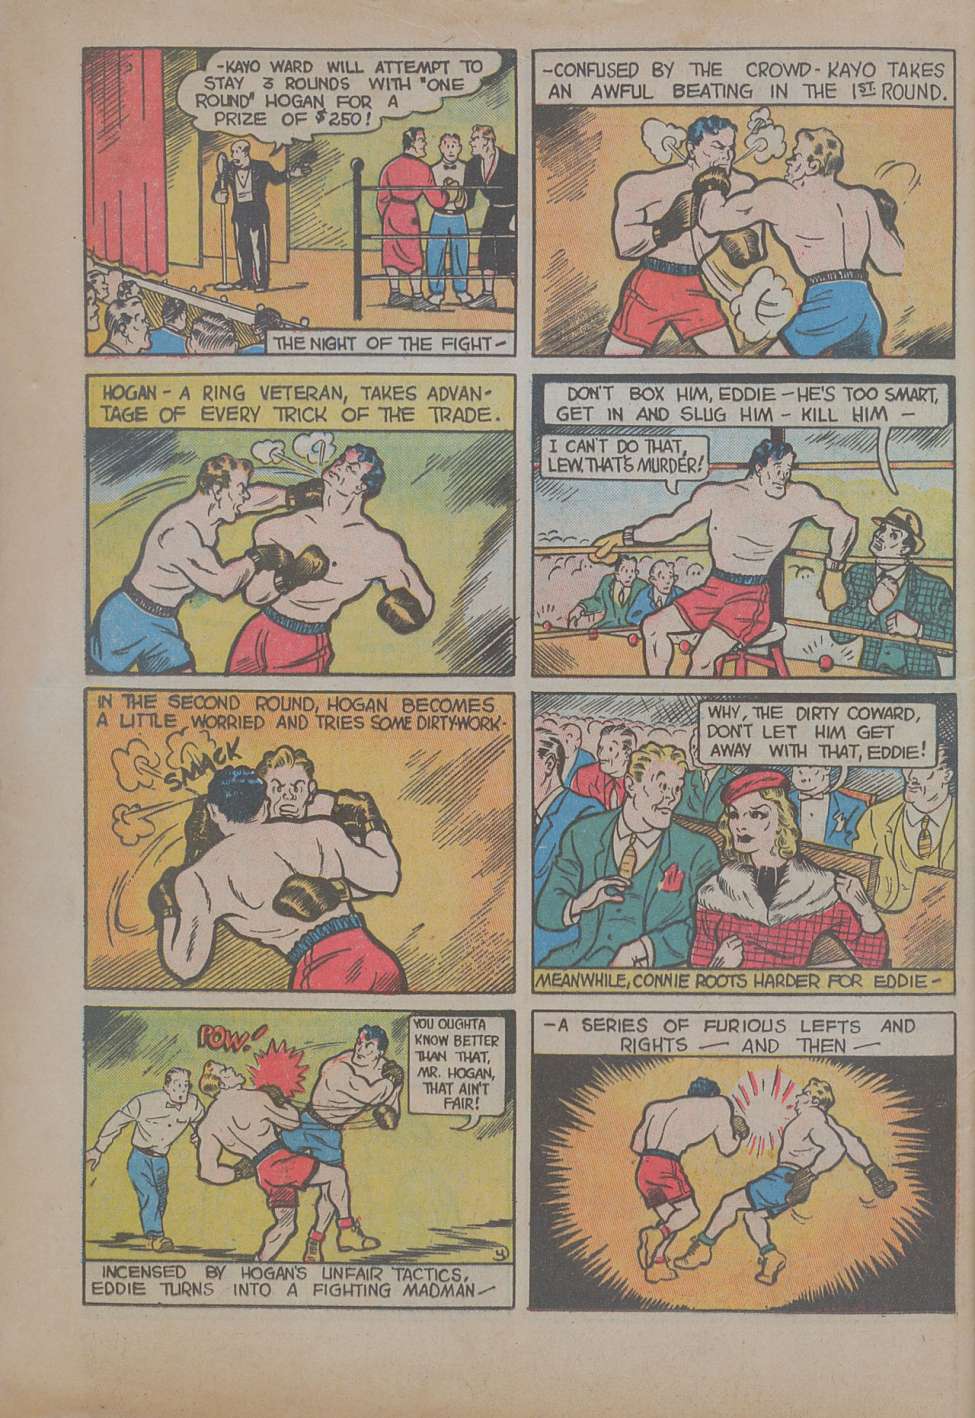 -KAYO WARD WILL ATTEMPT TO
STAY 3 ROUNDS WITH "ONE
ROUND" HOGAN FOR A
PRIZE OF $250!
THE NIGHT OF THE FIGHT-
-CONFUSED BY THE CROWD- KAYO TAKES
AN AWFUL BEATING IN THE 1ST. ROUND.
HOGAN - A RING VETERAN, TAKES ADVAN-
TAGE OF EVERY TRICK OF THE TRADE.
DON'T BOX HIM, EDDIE - HE'S TOO SMART,
GET IN AND SLUG HIM - KILL HIM -
I CAN'T DO THAT,
LEW. THAT'S MURDER!
IN THE SECOND ROUND, HOGAN BECOMES
A LITTLE WORRIED AND TRIES SOME DIRTYWORK-
SMACK
WHY, THE DIRTY COWARD,
DON'T LET HIM GET
AWAY WITH THAT, EDDIE!
MEANWHILE, CONNIE ROOTS HARDER FOR EDDIE-
POW!
YOU OUGHTA
KNOW BETTER
THAN THAT,
MR. HOGAN,
THAT AIN'T
FAIR!
4
INCENSED BY HOGAN'S UNFAIR TACTICS,
EDDIE TURNS INTO A FIGHTING MADMAN-
-A SERIES OF FURIOUS LEFTS AND
RIGHTS - AND THEN -